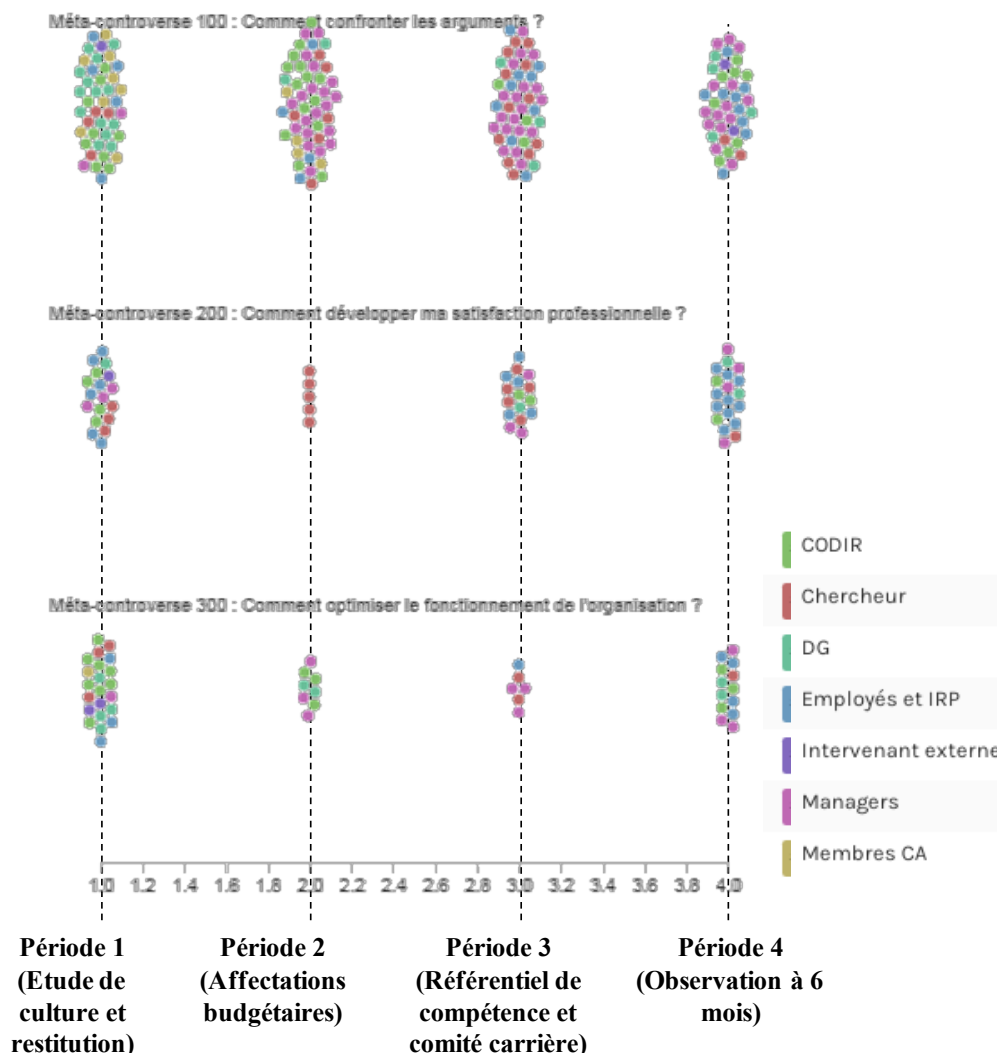 Méta-controverse 100 : Comment confronter les arguments ?
Méta-controverse 200 : Comment développer ma satisfaction professionnelle ?
Méta-controverse 300 : Comment optimiser le fonctionnement de l'organisation ?
CODIR
Chercheur
DG
Employés et IRP
Intervenant externe
Managers
Membres CA
1.0 1.2 1.4 1.6 1.8 2.0 2.2 2.4 2.6 2.8 3.0 3.2 3.4 3.6 3.8 4.0
Période 1 Période 2 Période 3 Période 4
(Etude de (Affectations (Référentiel de (Observation à 6
culture et budgétaires) compétence et mois)
restitution) comité carrière)